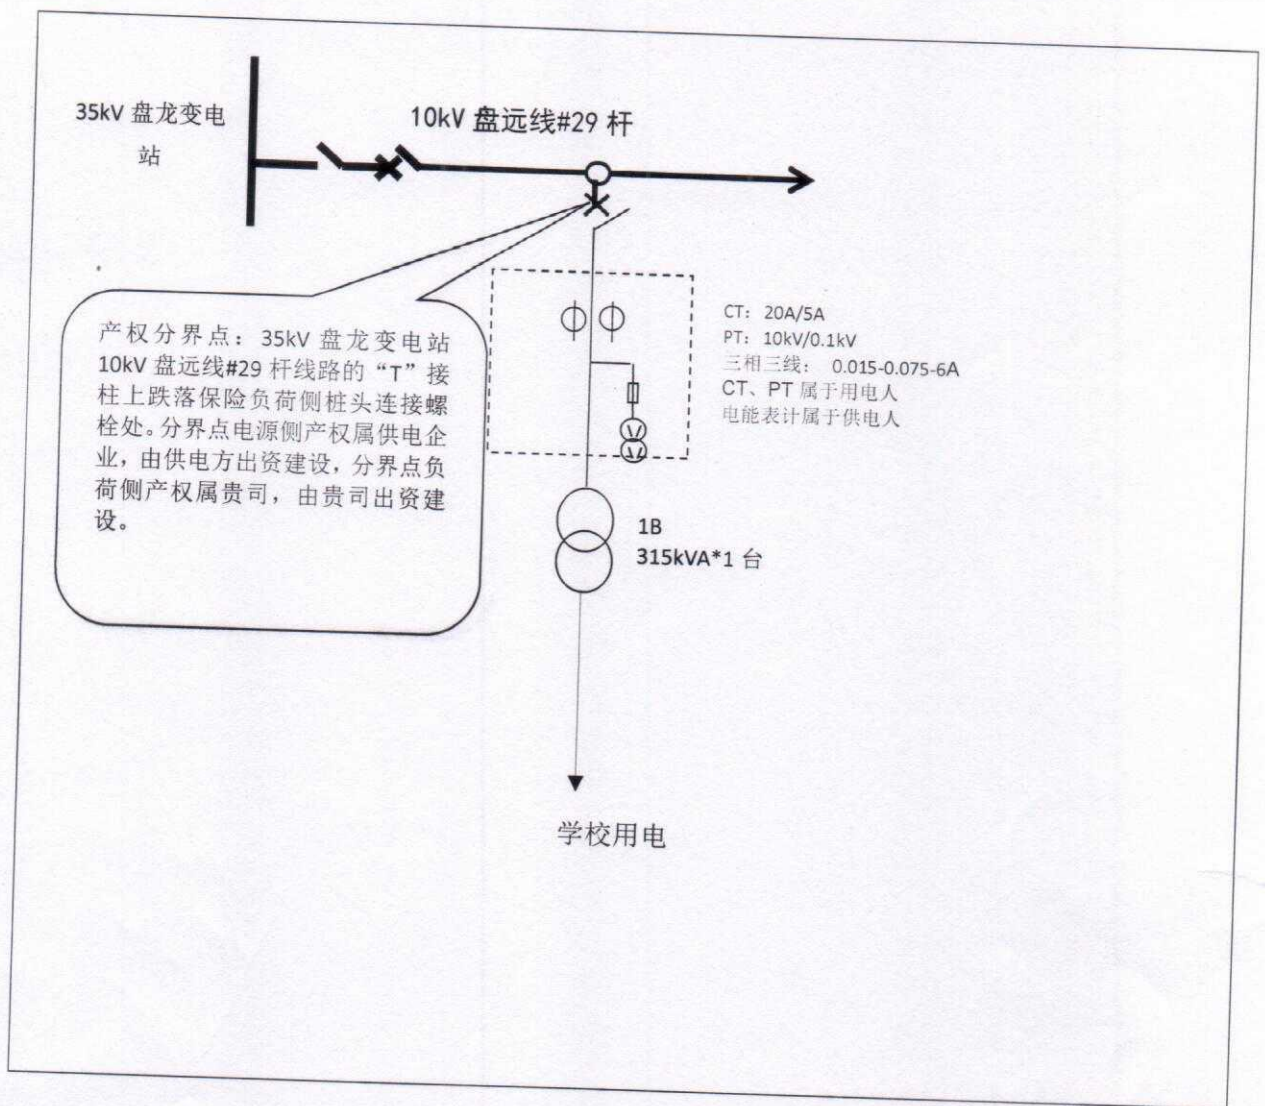 35kV 盘龙变电
站
10kV 盘远线#29 杆
产权分界点：35kV 盘龙变电站
10kV 盘远线#29 杆线路的“T”接
柱上跌落保险负荷侧桩头连接螺
栓处。分界点电源侧产权属供电企
业，由供电方出资建设，分界点负
荷侧产权属贵司，由贵司出资建
设。
CT：20A/5A
PT：10kV/0.1kV
三相三线： 0.015-0.075-6A
CT、PT 属于用电人
电能表计属于供电人
1B
315kVA*1 台
学校用电